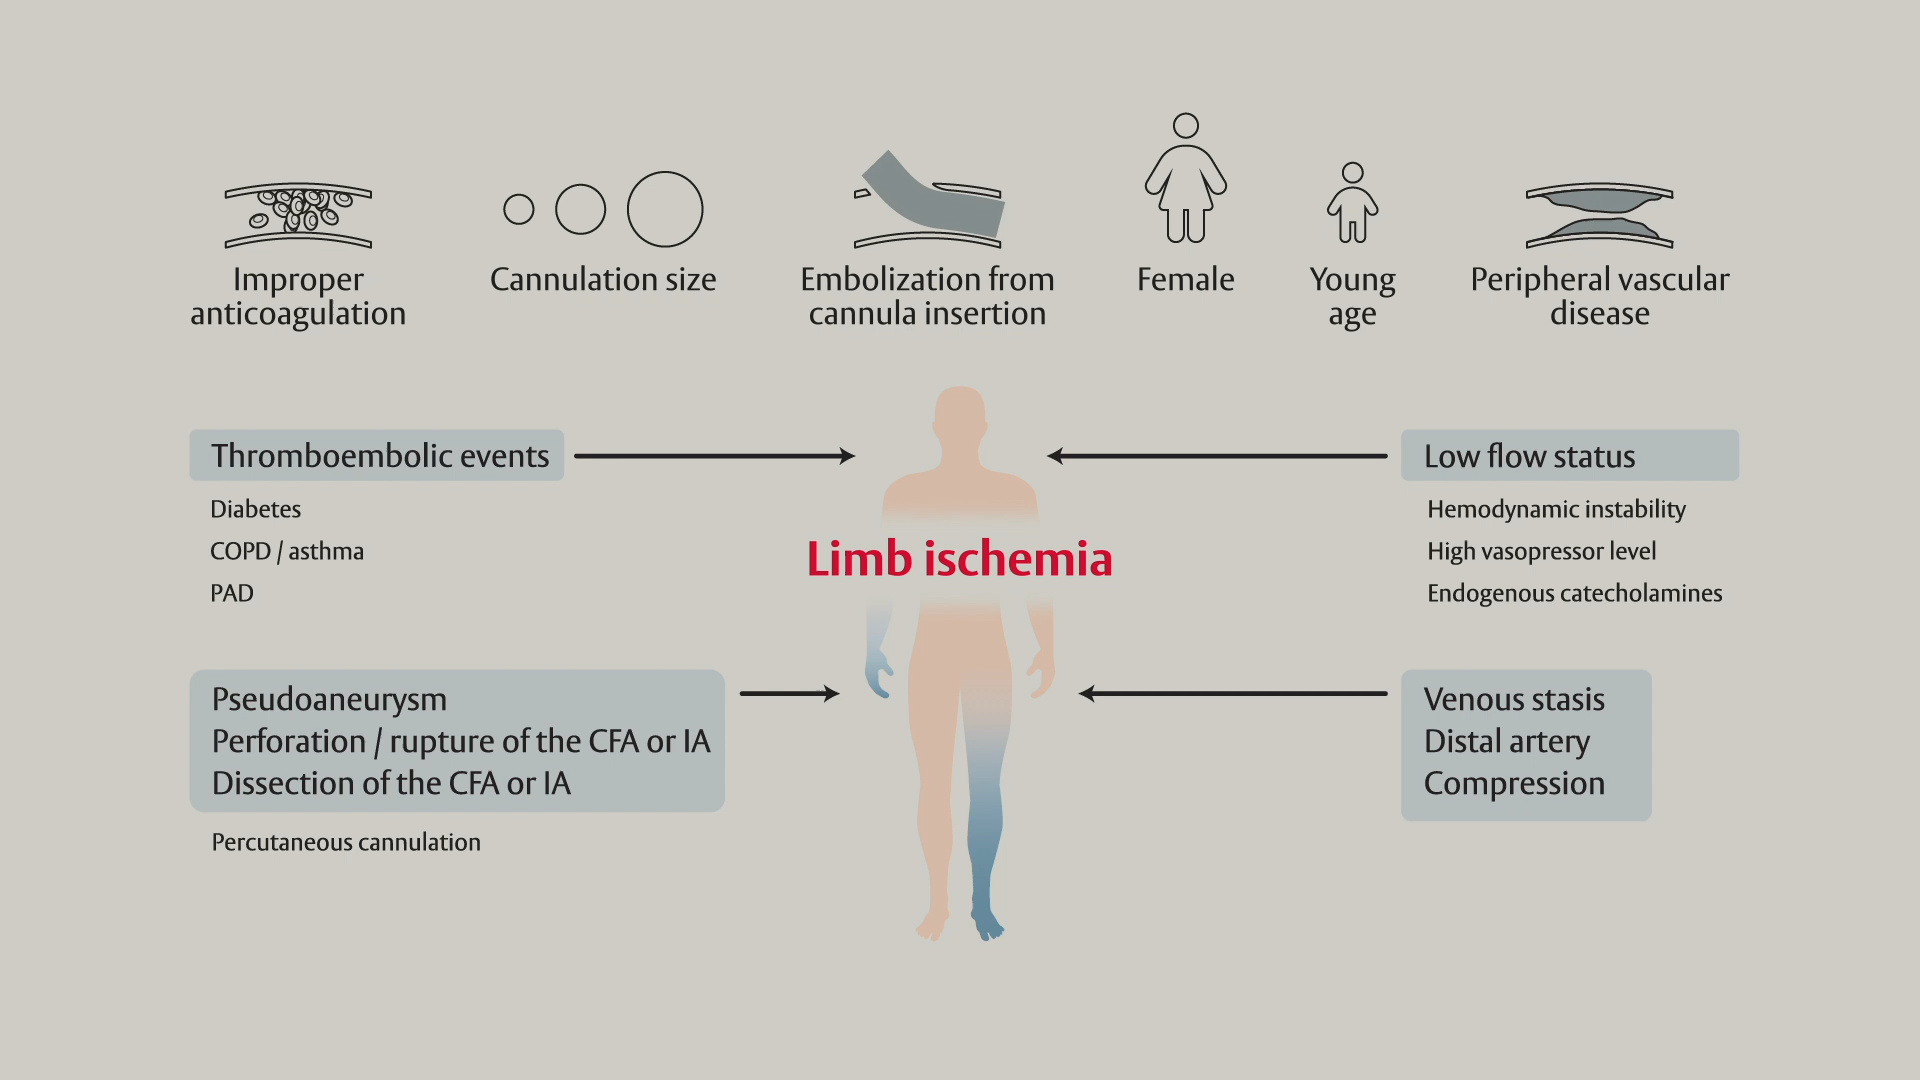 Improper
anticoagulation
Cannulation size
Embolization from
cannula insertion
Female
Young
age
Peripheral vascular
disease
Thromboembolic events
Diabetes
COPD / asthma
PAD
Limb ischemia
Low flow status
Hemodynamic instability
High vasopressor level
Endogenous catecholamines
Pseudoaneurysm
Perforation / rupture of the CFA or IA
Dissection of the CFA or IA
Percutaneous cannulation
Venous stasis
Distal artery
Compression